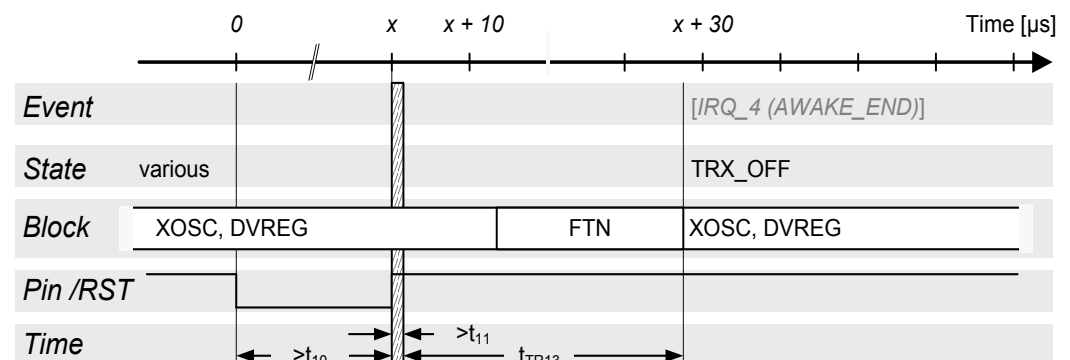 0 x x + 10 x + 30 Time [µs]
Event [IRQ_4 (AWAKE_END)]
State various TRX_OFF
Block XOSC, DVREG FTN XOSC, DVREG
Pin /RST
>t11
Time >t10 tTR13